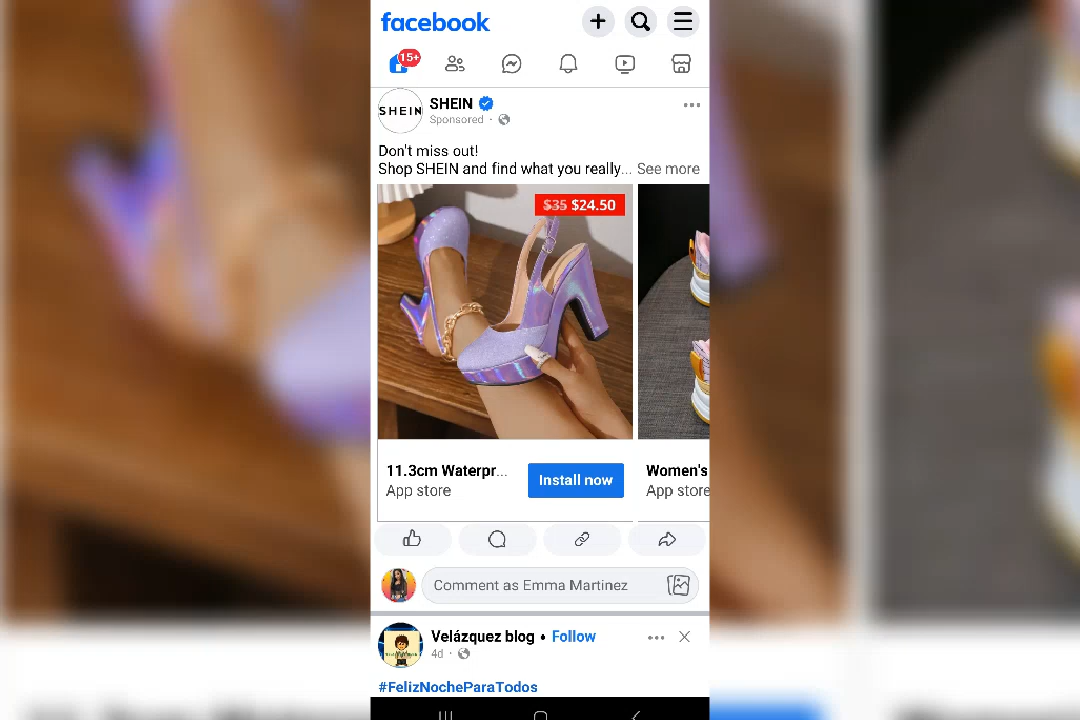 facebook
15+
SHEIN
SHEIN
Sponsored ·
Don't miss out!
Shop SHEIN and find what you really... See more
$35 $24.50
11.3cm Waterpr...
App store
Install now
Women's
App store
Comment as Emma Martinez
Velázquez blog • Follow
4d ·
#FelizNocheParaTodos